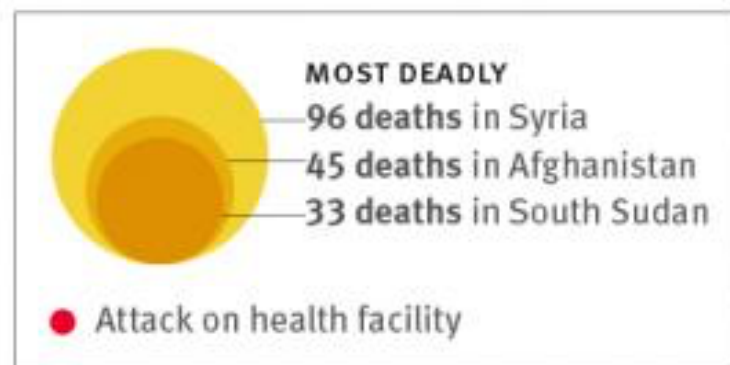 MOST DEADLY
96 deaths in Syria
45 deaths in Afghanistan
33 deaths in South Sudan
Attack on health facility